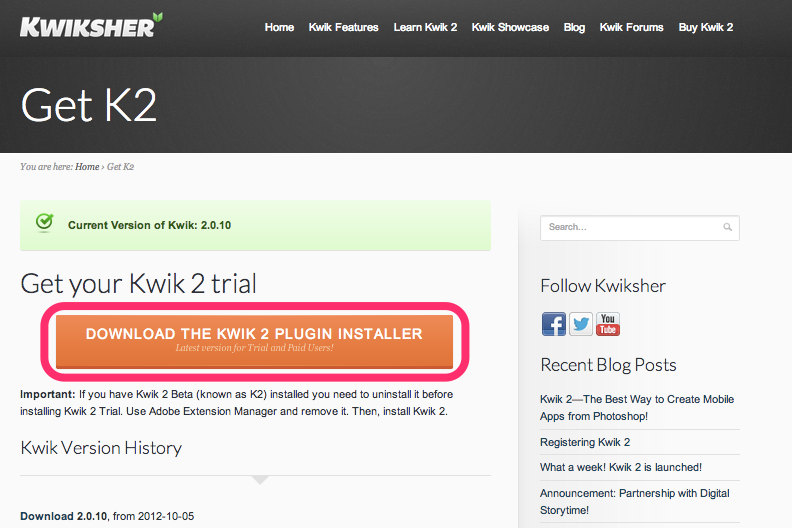 KWIKSHER
Home Kwik Features Learn Kwik 2 Kwik Showcase Blog Kwik Forums Buy Kwik 2
Get K2
You are here: Home › Get K2
Current Version of Kwik: 2.0.10
Get your Kwik 2 trial
DOWNLOAD THE KWIK 2 PLUGIN INSTALLER
Latest version for Trial and Paid Users!
Important: If you have Kwik 2 Beta (known as K2) installed you need to uninstall it before
installing Kwik 2 Trial. Use Adobe Extension Manager and remove it. Then, install Kwik 2.
Kwik Version History
Download 2.0.10, from 2012-10-05
Search...
Follow Kwiksher
You
Tube
Recent Blog Posts
Kwik 2—The Best Way to Create Mobile
Apps from Photoshop!
Registering Kwik 2
What a week! Kwik 2 is launched!
Announcement: Partnership with Digital
Storytime!